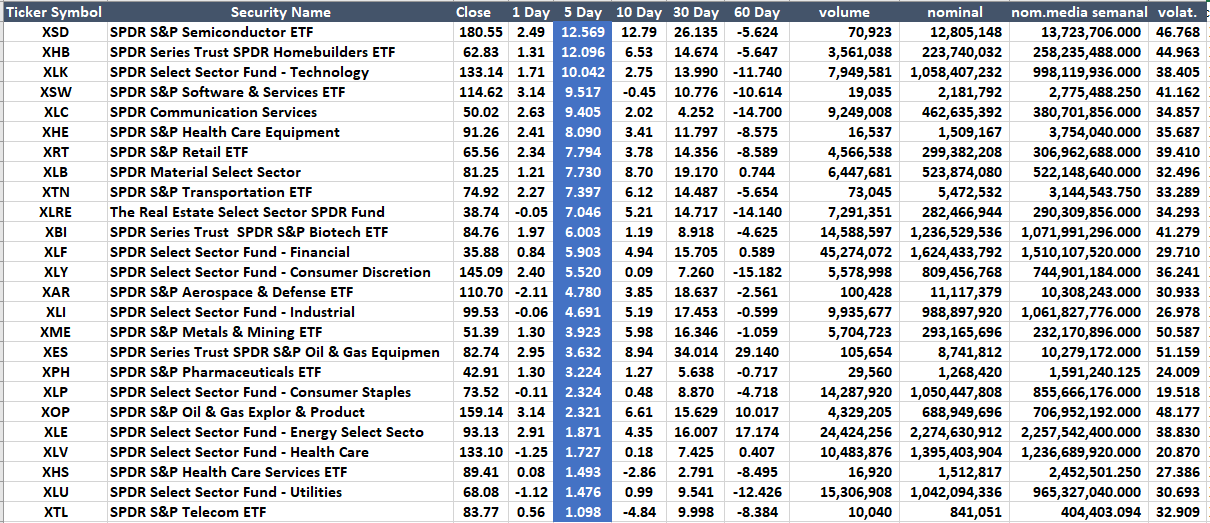 Ticker Symbol Security Name Close 1 Day 5 Day 10 Day 30 Day 60 Day volume nominal nom.media semanal volat.
XSD SPDR S&P Semiconductor ETF 180.55 2.49 12.569 12.79 26.135 -5.624 70,923 12,805,148 13,723,706.000 46.768
XHB SPDR Series Trust SPDR Homebuilders ETF 62.83 1.31 12.096 6.53 14.674 -5.647 3,561,038 223,740,032 258,235,488.000 44.963
XLK SPDR Select Sector Fund - Technology 133.14 1.71 10.042 2.75 13.990 -11.740 7,949,581 1,058,407,232 998,119,936.000 38.405
XSW SPDR S&P Software & Services ETF 114.62 3.14 9.517 -0.45 10.776 -10.614 19,035 2,181,792 2,775,488.250 41.162
XLC SPDR Communication Services 50.02 2.63 9.405 2.02 4.252 -14.700 9,249,008 462,635,392 380,701,856.000 34.857
XHE SPDR S&P Health Care Equipment 91.26 2.41 8.090 3.41 11.797 -8.575 16,537 1,509,167 3,754,040.000 35.687
XRT SPDR S&P Retail ETF 65.56 2.34 7.794 3.78 14.356 -8.589 4,566,538 299,382,208 306,962,688.000 39.410
XLB SPDR Material Select Sector 81.25 1.21 7.730 8.70 19.170 0.744 6,447,681 523,874,080 522,148,640.000 32.496
XTN SPDR S&P Transportation ETF 74.92 2.27 7.397 6.12 14.487 -5.654 73,045 5,472,532 3,144,543.750 33.289
XLRE The Real Estate Select Sector SPDR Fund 38.74 -0.05 7.046 5.21 14.717 -14.140 7,291,351 282,466,944 290,309,856.000 34.293
XBI SPDR Series Trust SPDR S&P Biotech ETF 84.76 1.97 6.003 1.19 8.918 -4.625 14,588,597 1,236,529,536 1,071,991,296.000 41.279
XLF SPDR Select Sector Fund - Financial 35.88 0.84 5.903 4.94 15.705 0.589 45,274,072 1,624,433,792 1,510,107,520.000 29.710
XLY SPDR Select Sector Fund - Consumer Discretion 145.09 2.40 5.520 0.09 7.260 -15.182 5,578,998 809,456,768 744,901,184.000 36.241
XAR SPDR S&P Aerospace & Defense ETF 110.70 -2.11 4.780 3.85 18.637 -2.561 100,428 11,117,379 10,308,243.000 30.933
XLI SPDR Select Sector Fund - Industrial 99.53 -0.06 4.691 5.19 17.453 -0.599 9,935,677 988,897,920 1,061,827,776.000 26.978
XME SPDR S&P Metals & Mining ETF 51.39 1.30 3.923 5.98 16.346 -1.059 5,704,723 293,165,696 232,170,896.000 50.587
XES SPDR Series Trust SPDR S&P Oil & Gas Equipmen 82.74 2.95 3.632 8.94 34.014 29.140 105,654 8,741,812 10,279,172.000 51.159
XPH SPDR S&P Pharmaceuticals ETF 42.91 1.30 3.224 1.27 5.638 -0.717 29,560 1,268,420 1,591,240.125 24.009
XLP SPDR Select Sector Fund - Consumer Staples 73.52 -0.11 2.324 0.48 8.870 -4.718 14,287,920 1,050,447,808 855,666,176.000 19.518
XOP SPDR S&P Oil & Gas Explor & Product 159.14 3.14 2.321 6.61 15.629 10.017 4,329,205 688,949,696 706,952,192.000 48.177
XLE SPDR Select Sector Fund - Energy Select Secto 93.13 2.91 1.871 4.35 16.007 17.174 24,424,256 2,274,630,912 2,257,542,400.000 38.830
XLV SPDR Select Sector Fund - Health Care 133.10 -1.25 1.727 0.18 7.425 0.407 10,483,876 1,395,403,904 1,236,689,920.000 20.870
XHS SPDR S&P Health Care Services ETF 89.41 0.08 1.493 -2.86 2.791 -8.495 16,920 1,512,817 2,452,501.250 27.386
XLU SPDR Select Sector Fund - Utilities 68.08 -1.12 1.476 0.99 9.541 -12.426 15,306,908 1,042,094,336 965,327,040.000 30.693
XTL SPDR S&P Telecom ETF 83.77 0.56 1.098 -4.84 9.998 -8.384 10,040 841,051 404,403.094 32.909